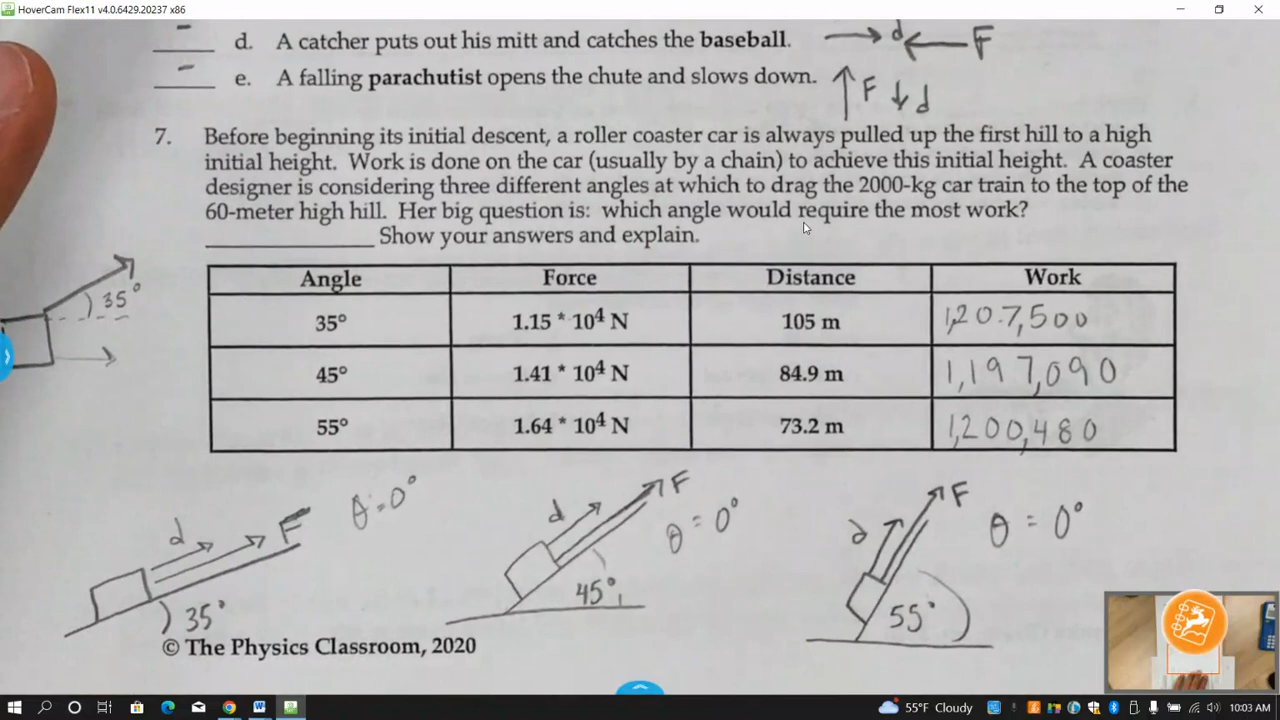 HoverCam Flex11 v4.0.6429.20237 x86
- d. A catcher puts out his mitt and catches the baseball. d F
- e. A falling parachutist opens the chute and slows down. F d
7. Before beginning its initial descent, a roller coaster car is always pulled up the first hill to a high
initial height. Work is done on the car (usually by a chain) to achieve this initial height. A coaster
designer is considering three different angles at which to drag the 2000-kg car train to the top of the
60-meter high hill. Her big question is: which angle would require the most work?
Show your answers and explain.
35°
Angle Force Distance Work
35° 1.15 * 10⁴ N 105 m 1,207,500
45° 1.41 * 10⁴ N 84.9 m 1,197,090
55° 1.64 * 10⁴ N 73.2 m 1,200,480
d F θ=0° 35°
d F θ = 0° 45°
d F θ = 0° 55°
© The Physics Classroom, 2020
55°F Cloudy 10:03 AM